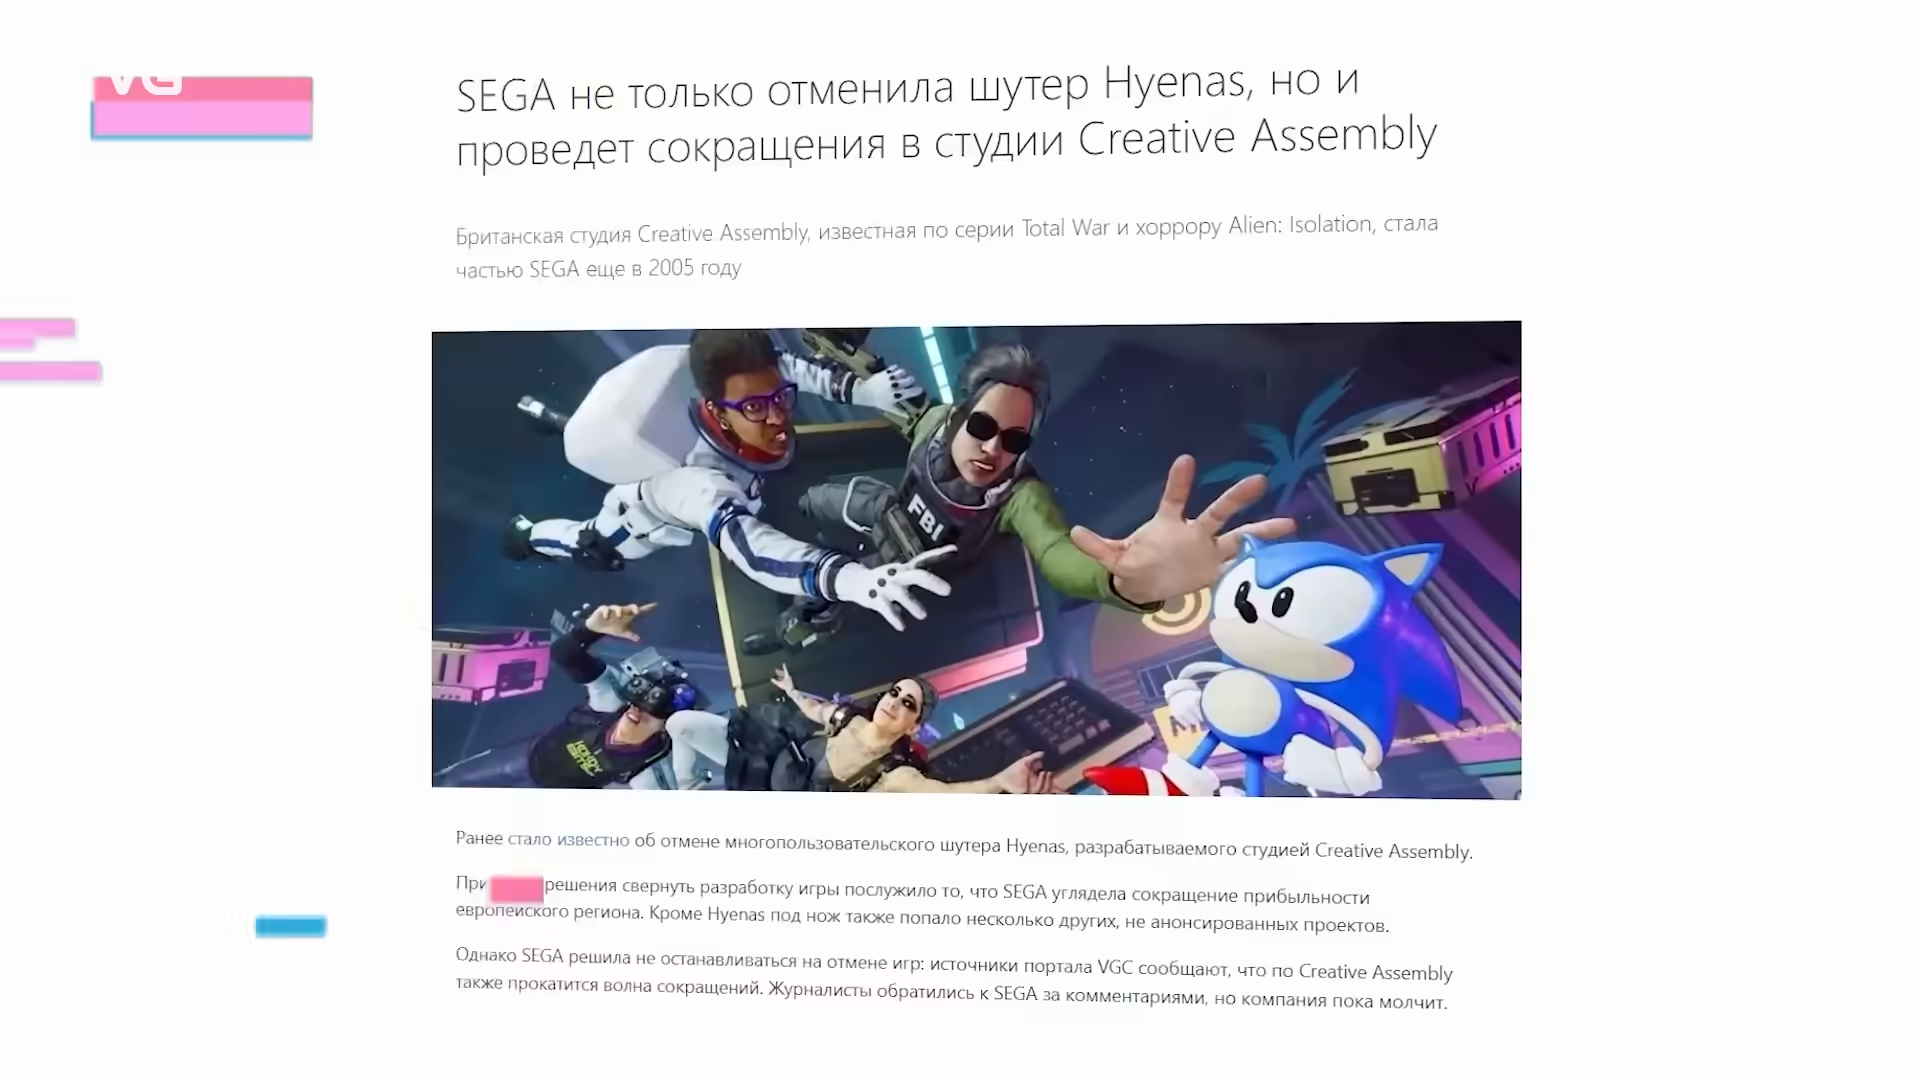 VG
SEGA не только отменила шутер Hyenas, но и
проведет сокращения в студии Creative Assembly
Британская студия Creative Assembly, известная по серии Total War и хоррору Alien: Isolation, стала
частью SEGA еще в 2005 году
FBI
Ранее стало известно об отмене многопользовательского шутера Hyenas, разрабатываемого студией Creative Assembly.
решения свернуть разработку игры послужило то, что SEGA углядела сокращение прибыльности
европейского региона. Кроме Hyenas под нож также попало несколько других, не анонсированных проектов.
Однако SEGA решила не останавливаться на отмене игр: источники портала VGC сообщают, что по Creative Assembly
также прокатится волна сокращений. Журналисты обратились к SEGA за комментариями, но компания пока молчит.